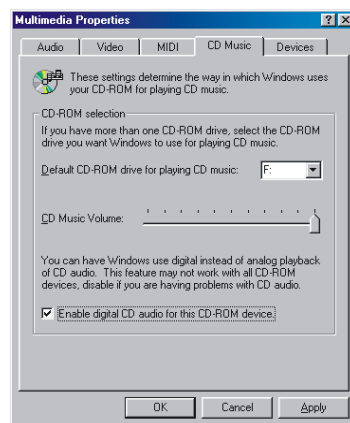 Multimedia Properties
Audio
Video
MIDI
CD Music
Devices
These settings determine the way in which Windows uses
your CD-ROM for playing CD music.
CD-ROM selection
If you have more than one CD-ROM drive, select the CD-ROM
drive you want Windows to use for playing CD music.
Default CD-ROM drive for playing CD music:
F:
CD Music Volume:
You can have Windows use digital instead of analog playback
of CD audio. This feature may not work with all CD-ROM
devices, disable if you are having problems with CD audio.
Enable digital CD audio for this CD-ROM device.
OK
Cancel
Apply